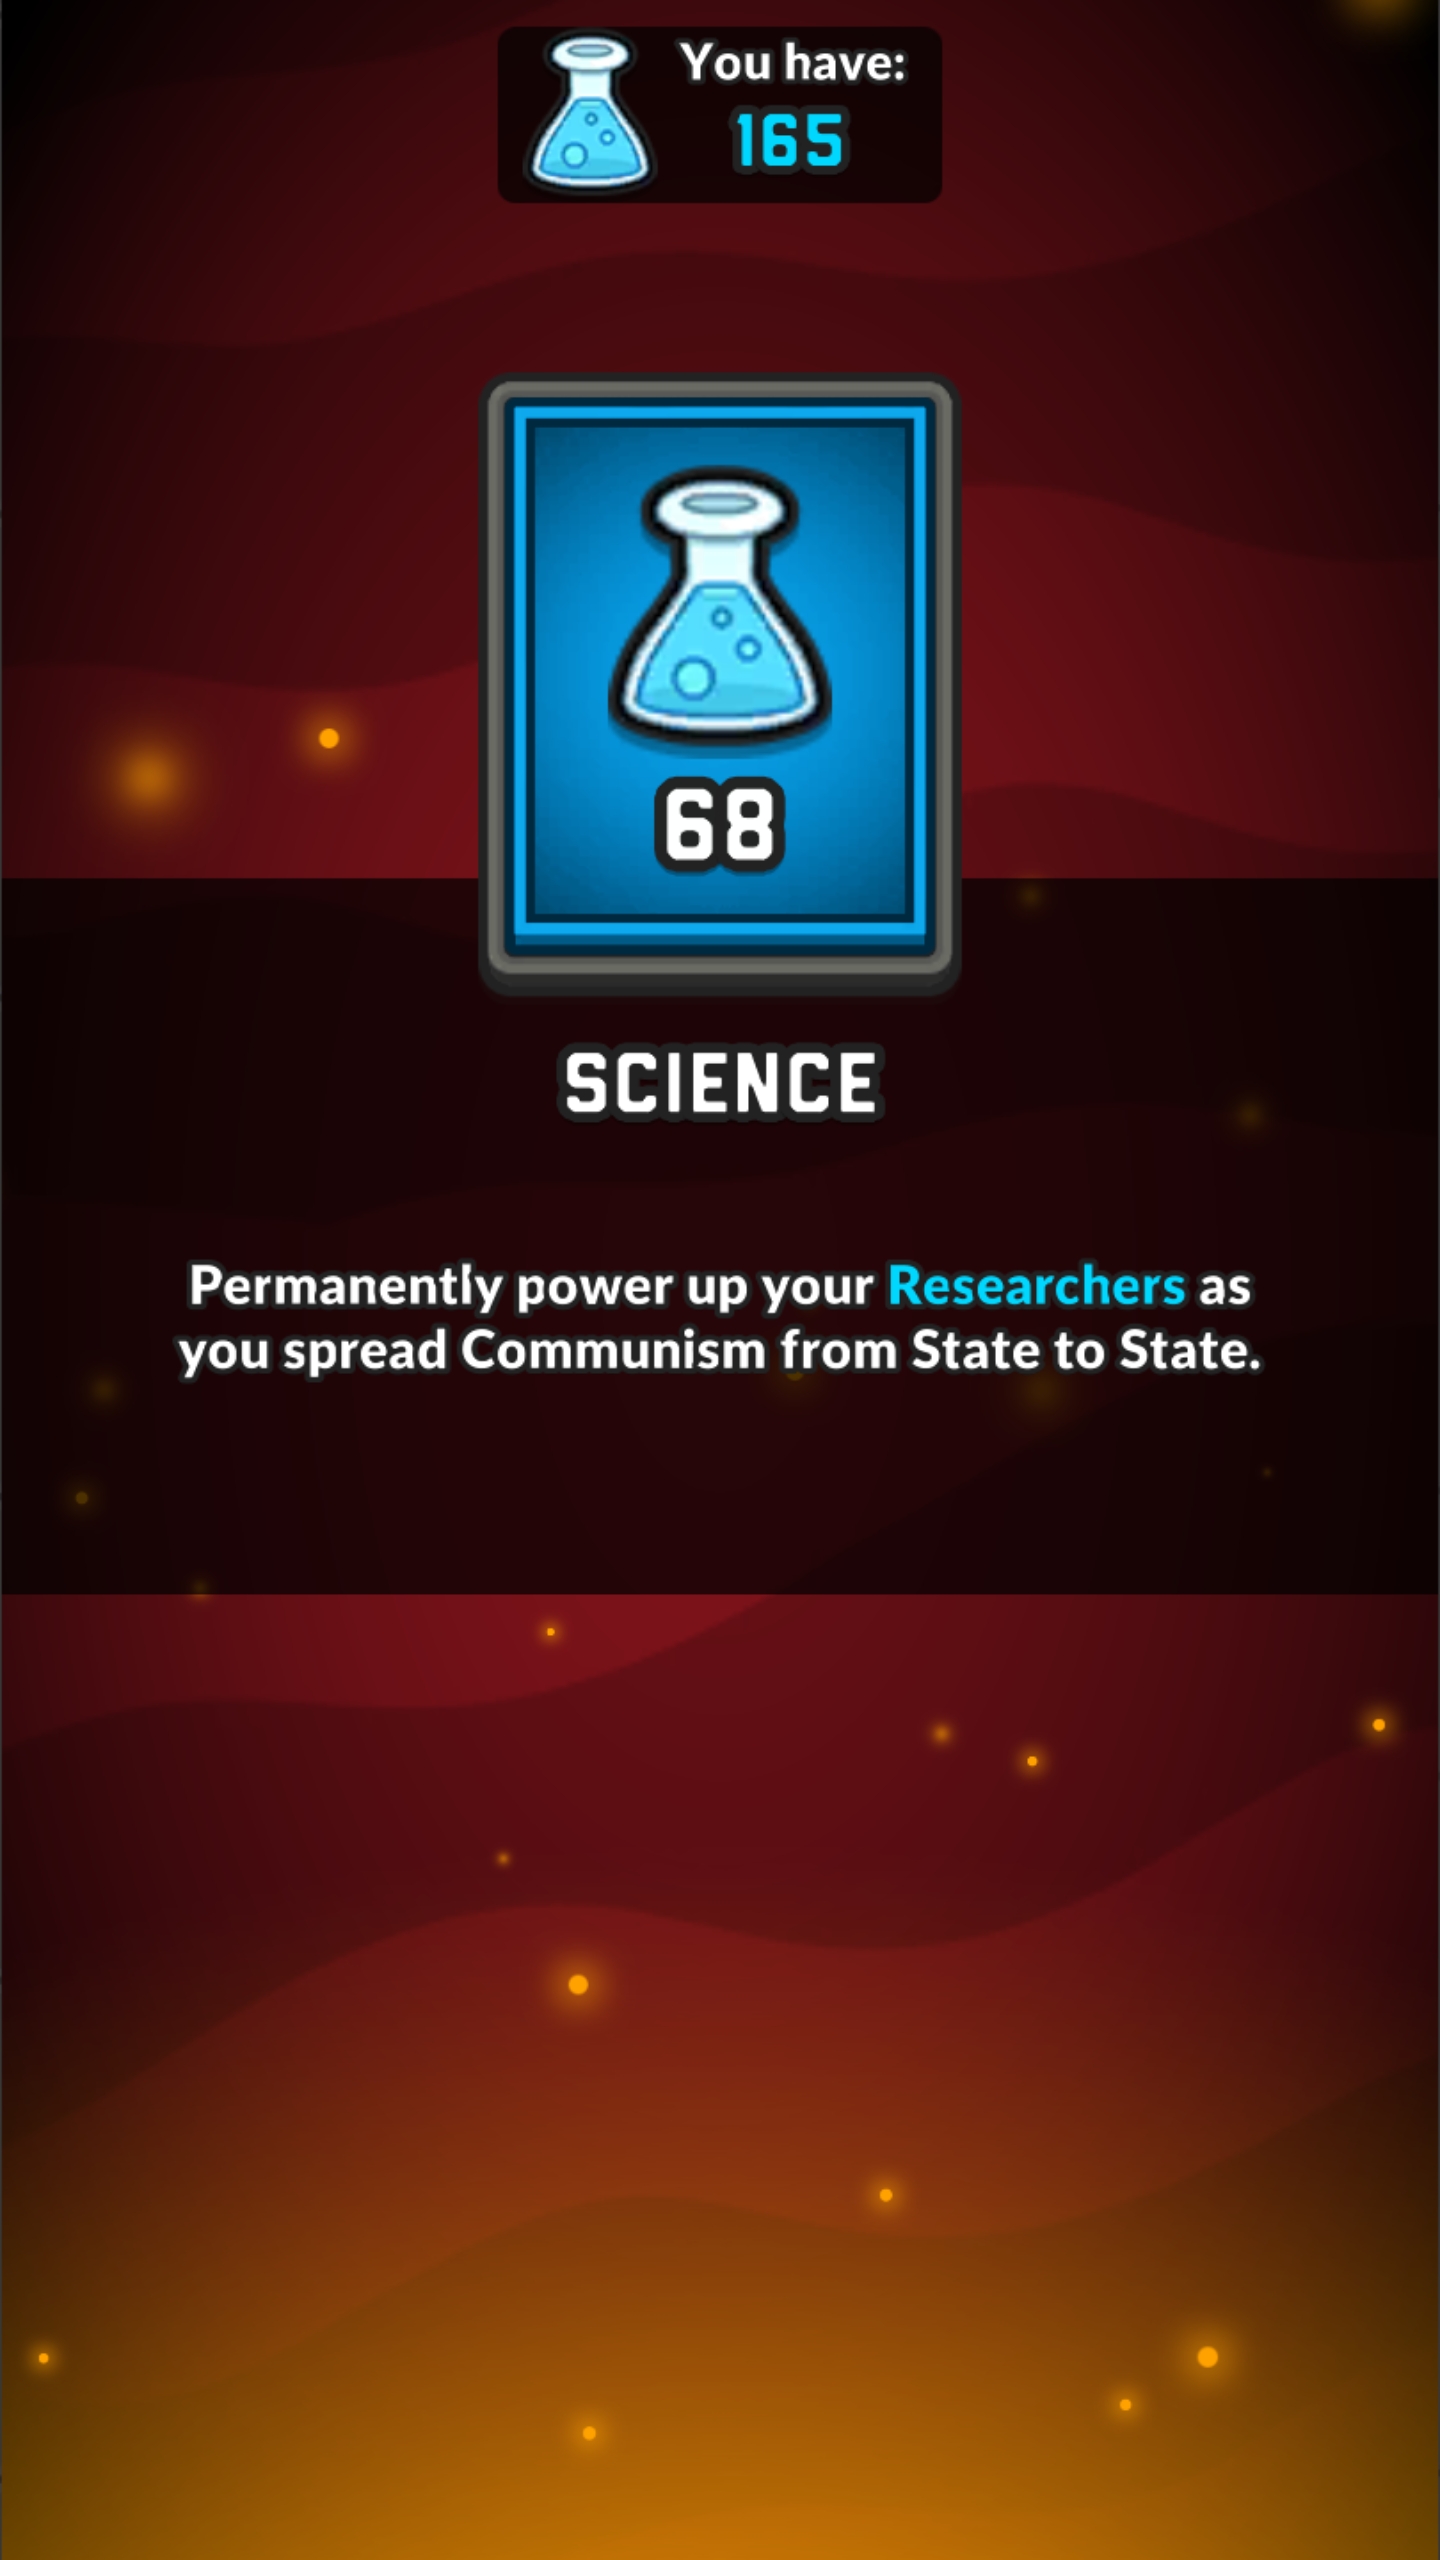 You have:
165
68
SCIENCE
Permanently power up your Researchers as
you spread Communism from State to State.